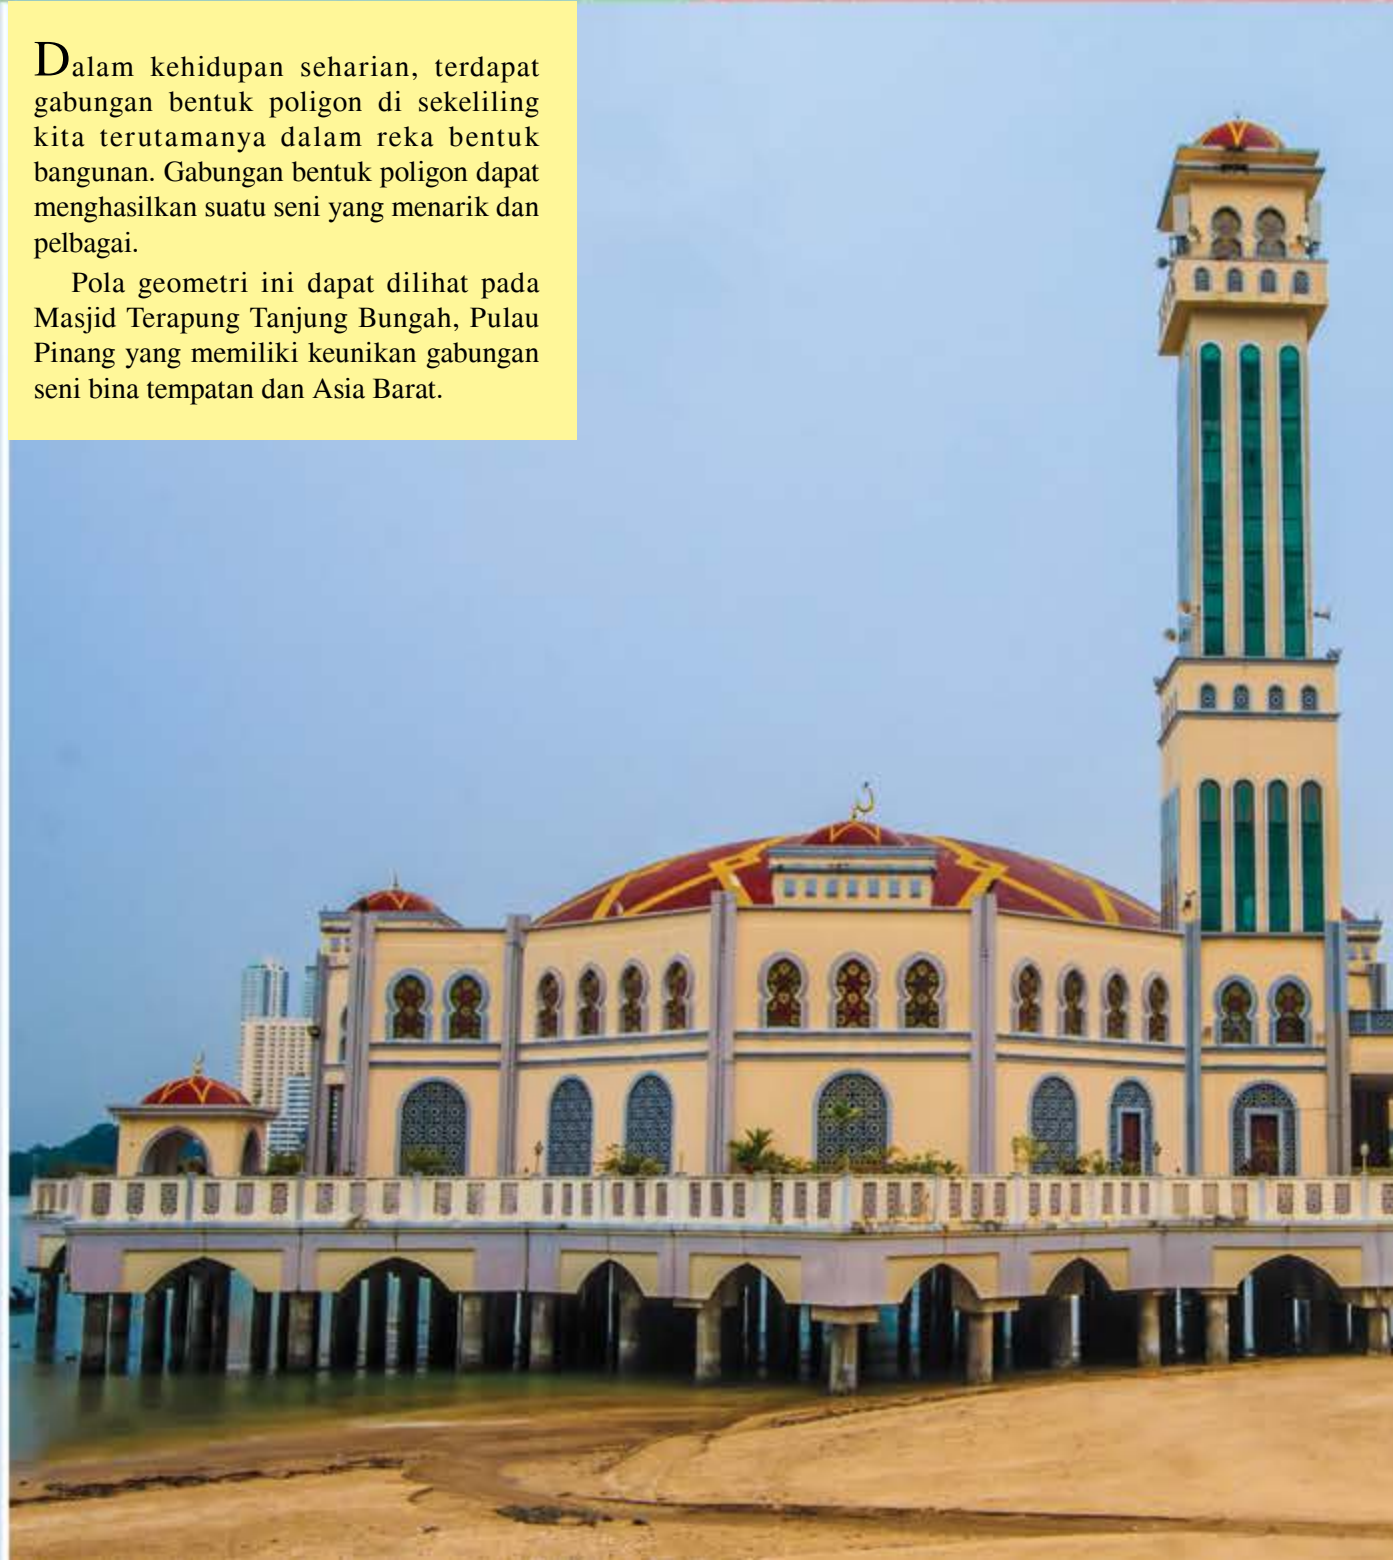 Dalam kehidupan seharian, terdapat
gabungan bentuk poligon di sekeliling
kita terutamanya dalam reka bentuk
bangunan. Gabungan bentuk poligon dapat
menghasilkan suatu seni yang menarik dan
pelbagai.
Pola geometri ini dapat dilihat pada
Masjid Terapung Tanjung Bungah, Pulau
Pinang yang memiliki keunikan gabungan
seni bina tempatan dan Asia Barat.